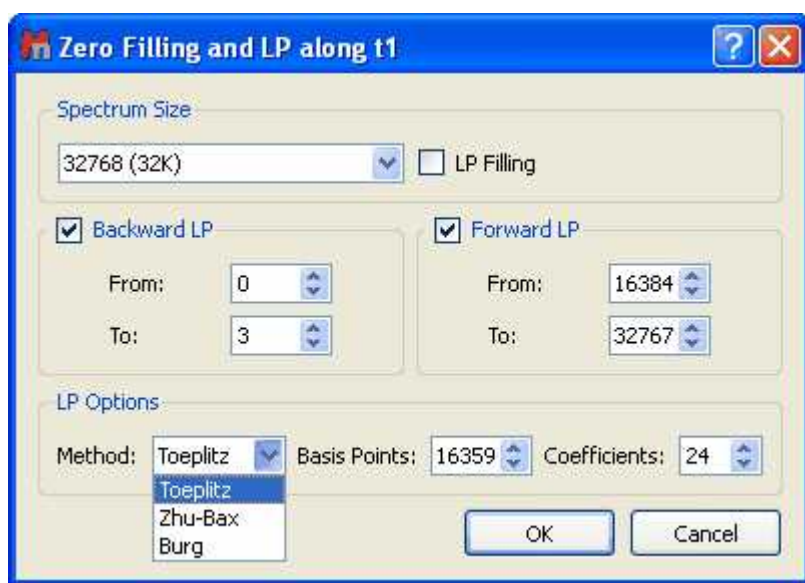 Zero Filling and LP along t1
Spectrum Size
32768 (32K) LP Filling
Backward LP Forward LP
From: 0 From: 16384
To: 3 To: 32767
LP Options
Method: Toeplitz Basis Points: 16359 Coefficients: 24
Toeplitz
Zhu-Bax
Burg
OK Cancel